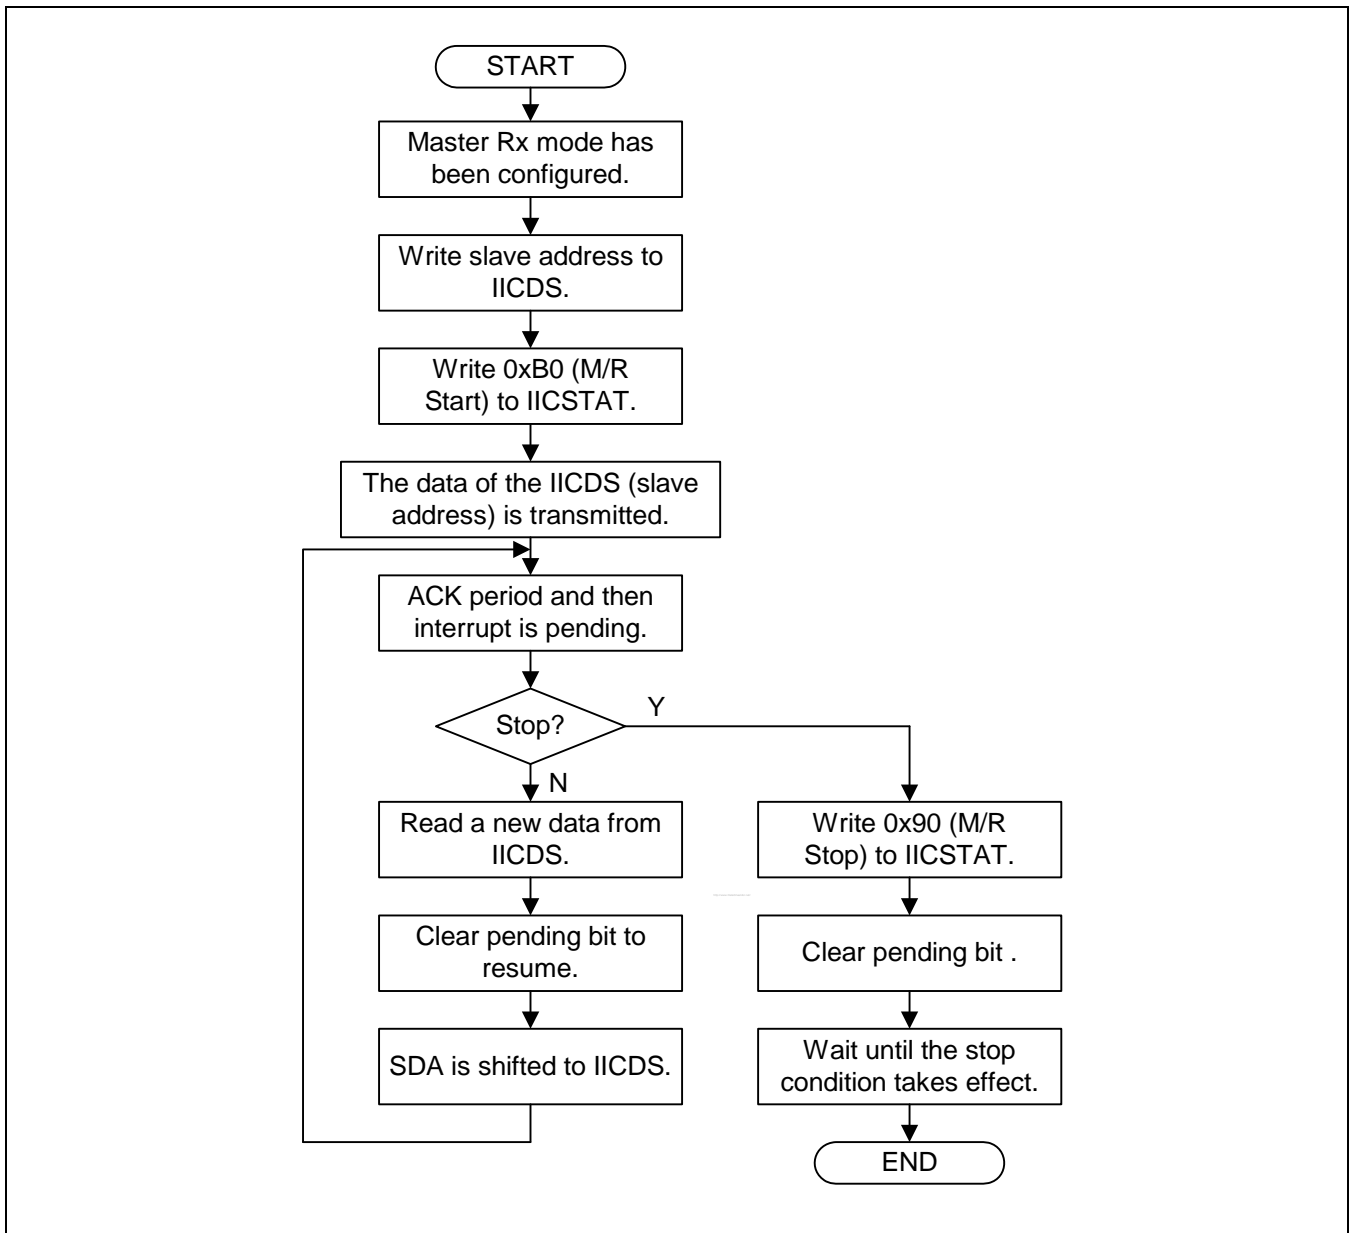 START
Master Rx mode has
been configured.
Write slave address to
IICDS.
Write 0xB0 (M/R
Start) to IICSTAT.
The data of the IICDS (slave
address) is transmitted.
ACK period and then
interrupt is pending.
Stop?
Y
N
Read a new data from
IICDS.
Clear pending bit to
resume.
SDA is shifted to IICDS.
Write 0x90 (M/R
Stop) to IICSTAT.
Clear pending bit .
Wait until the stop
condition takes effect.
END